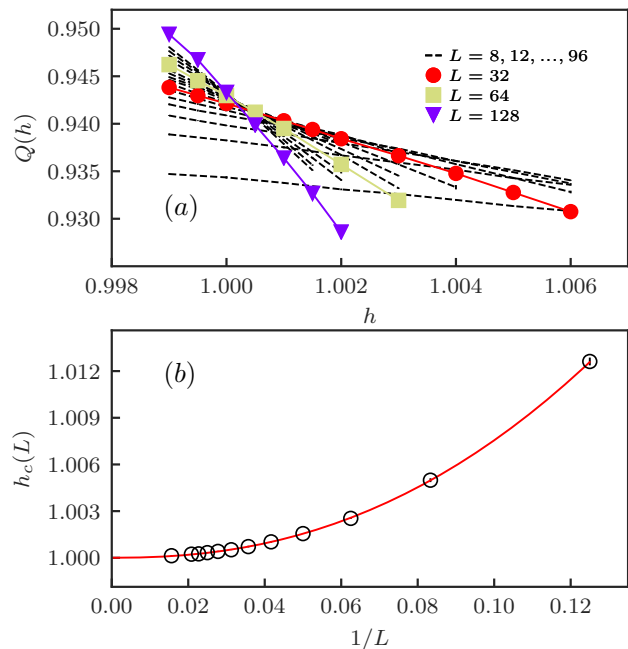 0.950
0.945
0.940
0.935
0.930
Q(h)
(a)
L = 8, 12, ..., 96
L = 32
L = 64
L = 128
0.998 1.000 1.002 1.004 1.006
h
(b)
1.012
1.009
1.006
1.003
1.000
h_c(L)
0.00 0.02 0.04 0.06 0.08 0.10 0.12
1/L